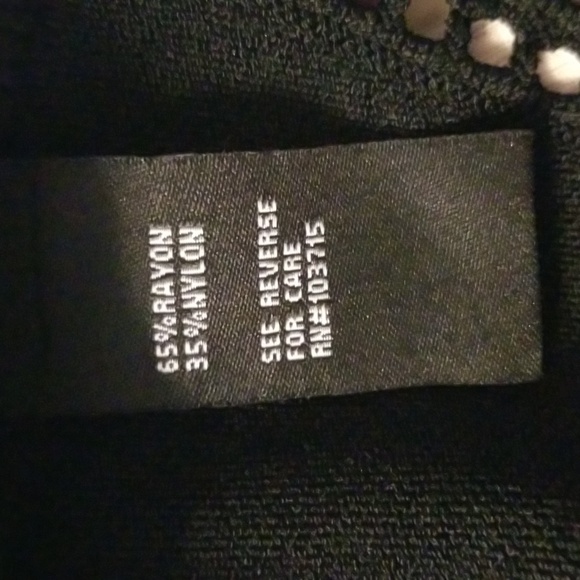 65%RAYON
35%NYLON
SEE REVERSE
FOR CARE
RN#103715